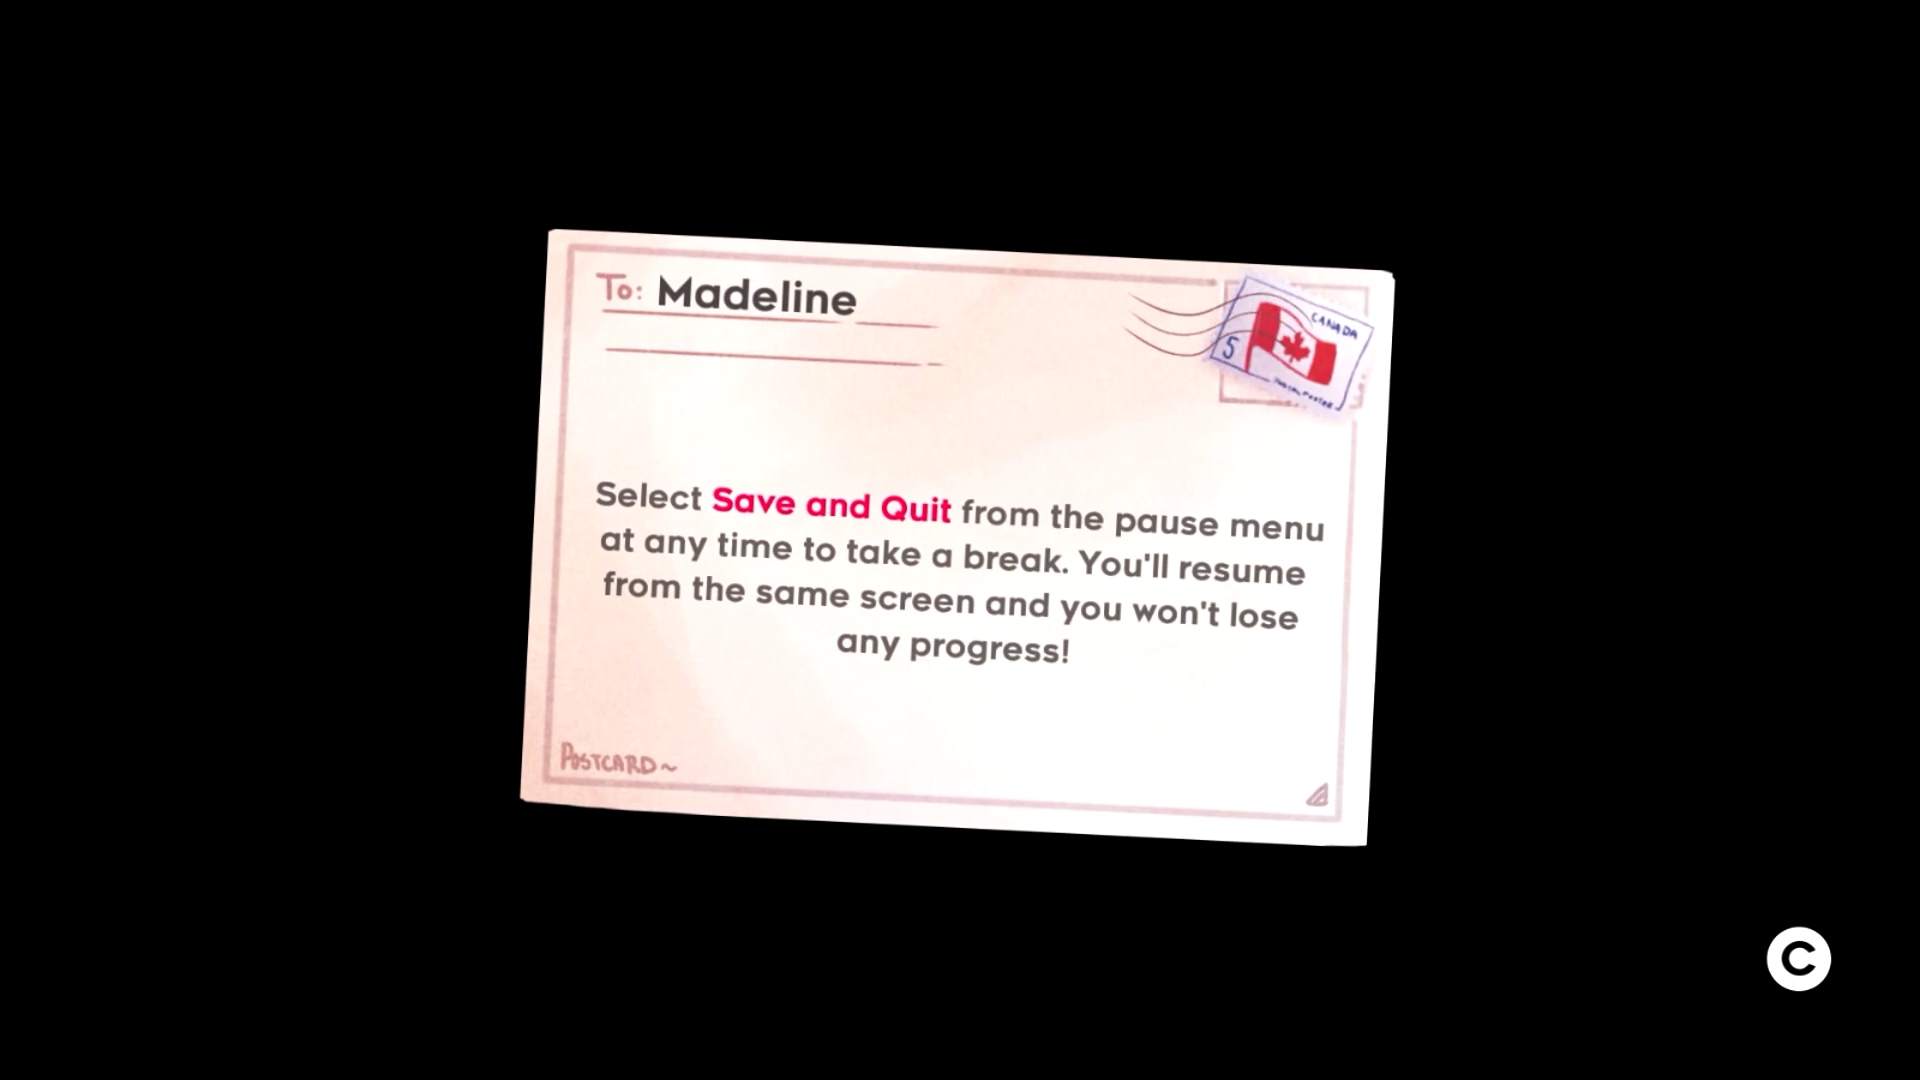 To: Madeline
CANADA
5
Select Save and Quit from the pause menu
at any time to take a break. You'll resume
from the same screen and you won't lose
any progress!
POSTCARD~
C